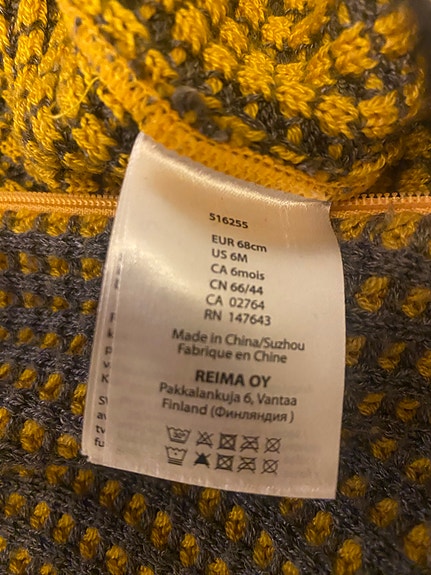 516255
EUR 68cm
US 6M
CA 6mois
CN 66/44
CA 02764
RN 147643
Made in China/Suzhou
Fabrique en Chine
REIMA OY
Pakkalankuja 6, Vantaa
Finland (Финляндия )